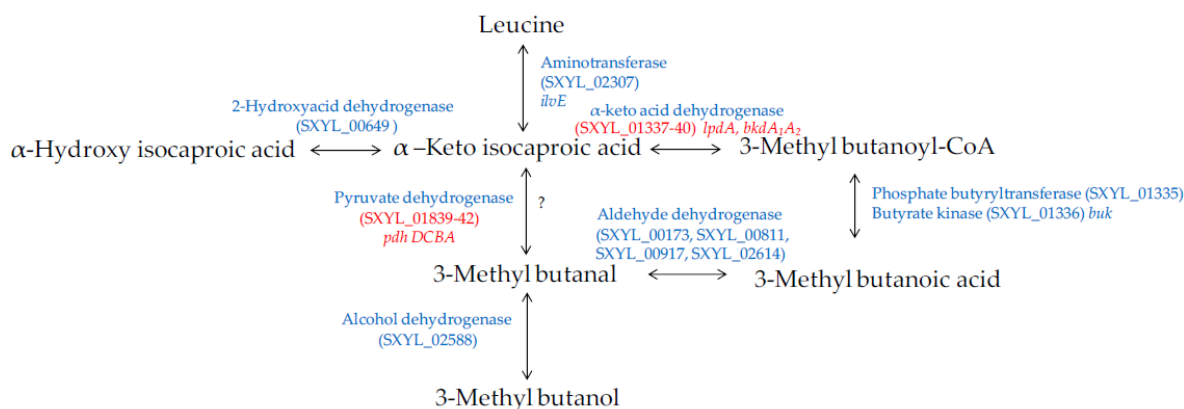 Leucine
Aminotransferase
(SXYL_02307)
ilvE
2-Hydroxyacid dehydrogenase
(SXYL_00649 )
α-keto acid dehydrogenase
(SXYL_01337-40) lpdA, bkdA₁A₂
α-Hydroxy isocaproic acid
α –Keto isocaproic acid
3-Methyl butanoyl-CoA
Pyruvate dehydrogenase
(SXYL_01839-42)
pdh DCBA
?
Aldehyde dehydrogenase
(SXYL_00173, SXYL_00811,
SXYL_00917, SXYL_02614)
Phosphate butyryltransferase (SXYL_01335)
Butyrate kinase (SXYL_01336) buk
3-Methyl butanal
3-Methyl butanoic acid
Alcohol dehydrogenase
(SXYL_02588)
3-Methyl butanol